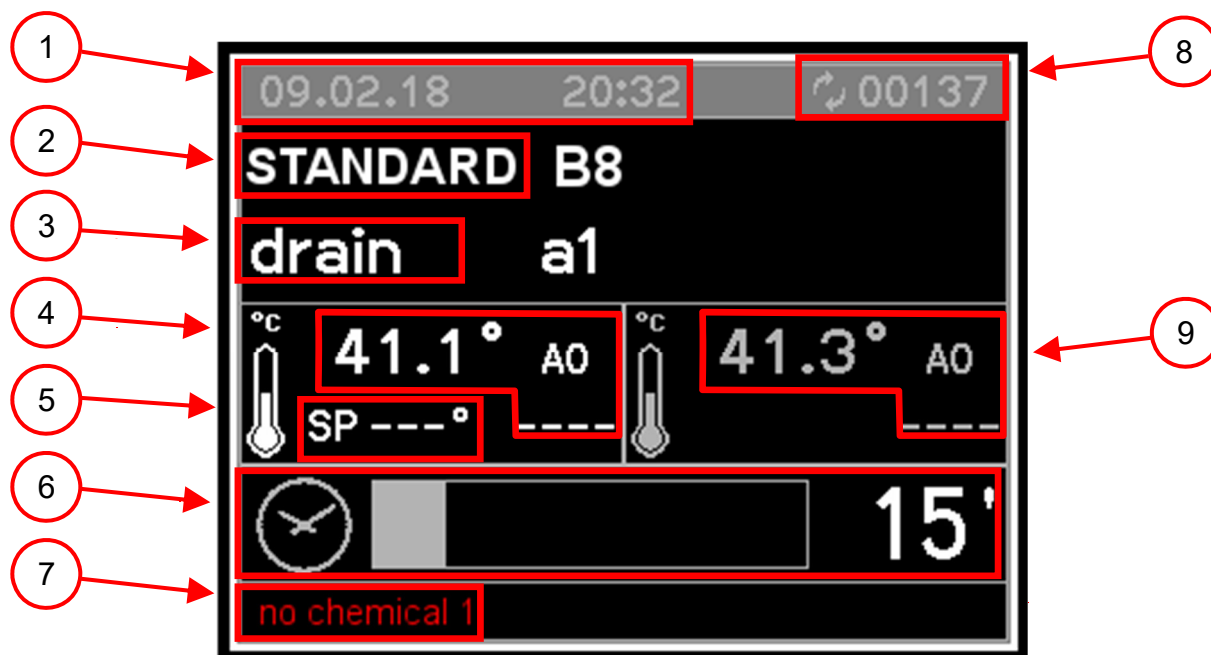 1 09.02.18 20:32 00137 8
2 STANDARD B8
3 drain a1
4 °C 41.1° A0 °C 41.3° A0 9
5 SP ---° ---- ----
6 15'
7 no chemical 1